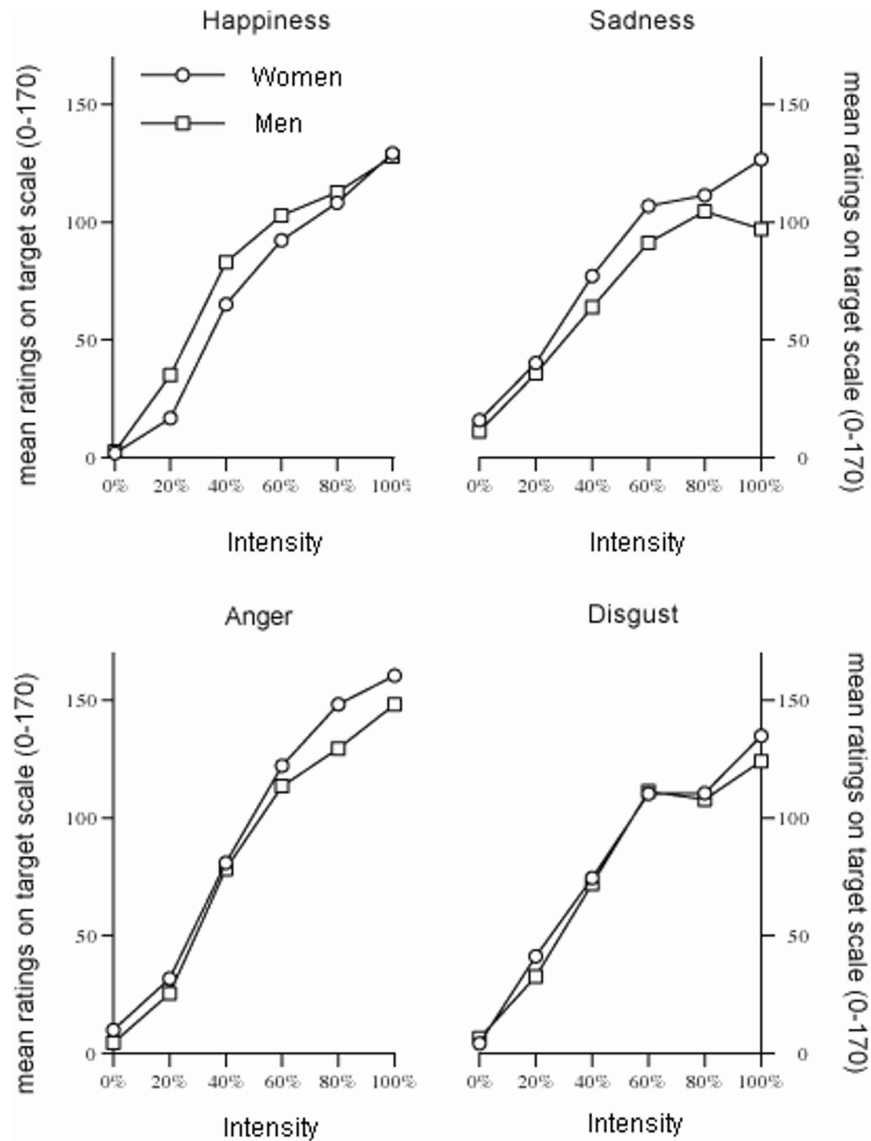 Happiness
Sadness
mean ratings on target scale (0-170)
150
100
50
0
Women
Men
0% 20% 40% 60% 80% 100%
Intensity
150
100
50
0
mean ratings on target scale (0-170)
0% 20% 40% 60% 80% 100%
Intensity
Anger
Disgust
mean ratings on target scale (0-170)
150
100
50
0
0% 20% 40% 60% 80% 100%
Intensity
150
100
50
0
mean ratings on target scale (0-170)
0% 20% 40% 60% 80% 100%
Intensity